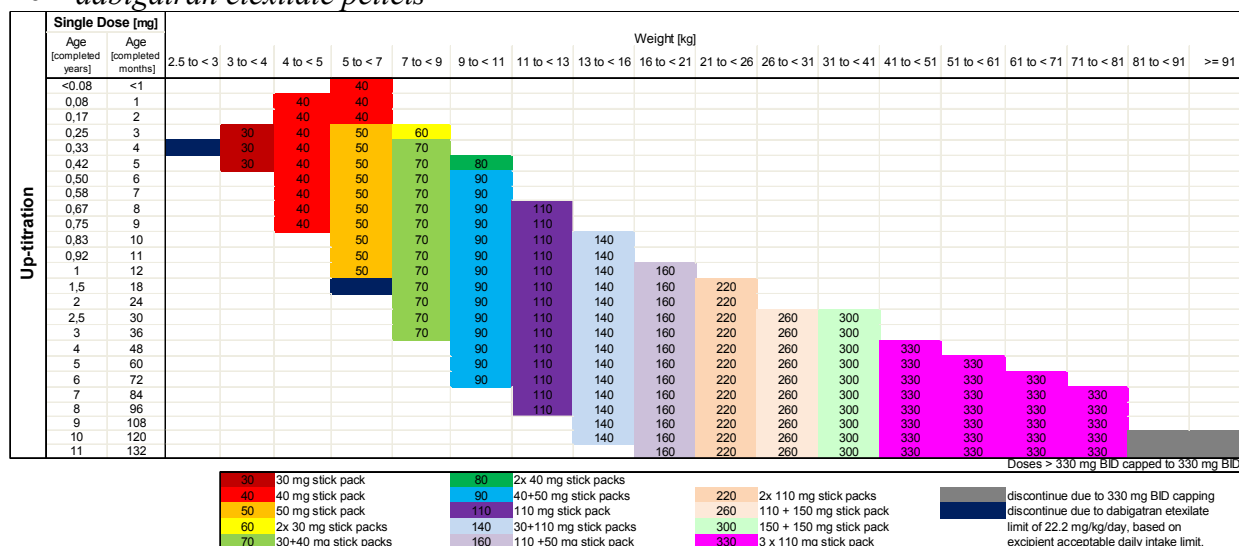 dabigatran etexilate pellets
Single Dose [mg]
Weight [kg]
Age [completed years] Age [completed months] 2.5 to < 3 3 to < 4 4 to < 5 5 to < 7 7 to < 9 9 to < 11 11 to < 13 13 to < 16 16 to < 21 21 to < 26 26 to < 31 31 to < 41 41 to < 51 51 to < 61 61 to < 71 71 to < 81 81 to < 91 >= 91
Up-titration
<0.08 <1 40
0,08 1 40 40
0,17 2 40 40
0,25 3 30 40 50 60
0,33 4 30 40 50 70
0,42 5 30 40 50 70 80
0,50 6 40 50 70 90
0,58 7 40 50 70 90
0,67 8 40 50 70 90 110
0,75 9 40 50 70 90 110
0,83 10 50 70 90 110 140
0,92 11 50 70 90 110 140
1 12 50 70 90 110 140 160
1,5 18 70 90 110 140 160 220
2 24 70 90 110 140 160 220
2,5 30 70 90 110 140 160 220 260 300
3 36 70 90 110 140 160 220 260 300
4 48 90 110 140 160 220 260 300 330
5 60 90 110 140 160 220 260 300 330 330
6 72 90 110 140 160 220 260 300 330 330 330
7 84 110 140 160 220 260 300 330 330 330 330
8 96 110 140 160 220 260 300 330 330 330 330
9 108 140 160 220 260 300 330 330 330 330
10 120 140 160 220 260 300 330 330 330 330
11 132 160 220 260 300 330 330 330 330
Doses > 330 mg BID capped to 330 mg BID
30 30 mg stick pack 80 2x 40 mg stick packs
40 40 mg stick pack 90 40+50 mg stick packs 220 2x 110 mg stick packs discontinue due to 330 mg BID capping
50 50 mg stick pack 110 110 mg stick pack 260 110 + 150 mg stick pack discontinue due to dabigatran etexilate
60 2x 30 mg stick packs 140 30+110 mg stick packs 300 150 + 150 mg stick pack limit of 22.2 mg/kg/day, based on
70 30+40 mg stick packs 160 110 +50 mg stick packs 330 3 x 110 mg stick pack excipient acceptable daily intake limit.